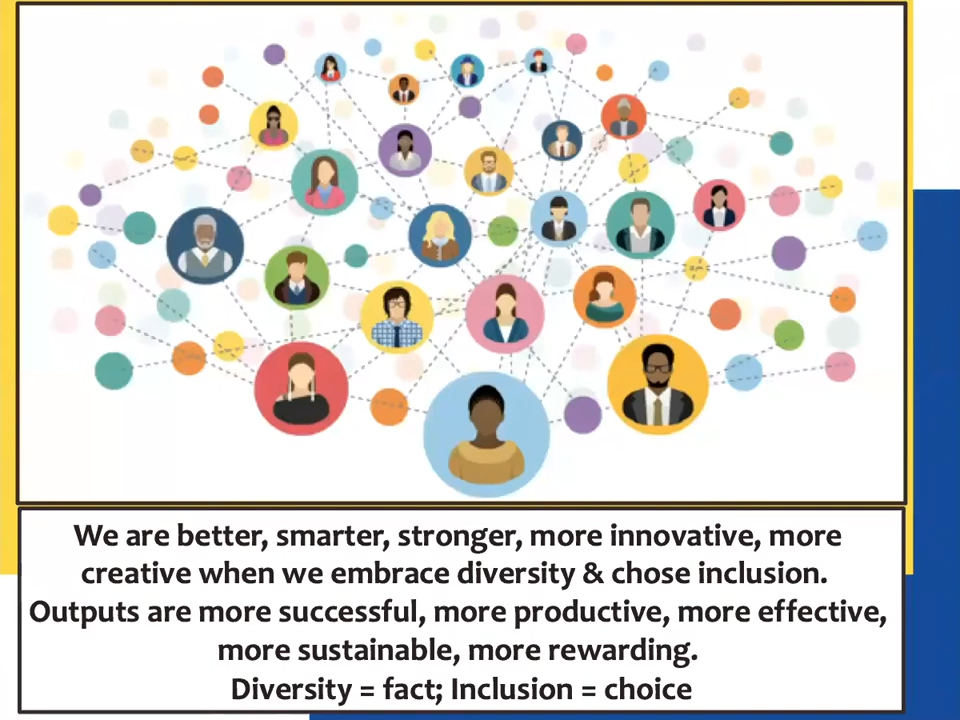 We are better, smarter, stronger, more innovative, more
creative when we embrace diversity & chose inclusion.
Outputs are more successful, more productive, more effective,
more sustainable, more rewarding.
Diversity = fact; Inclusion = choice